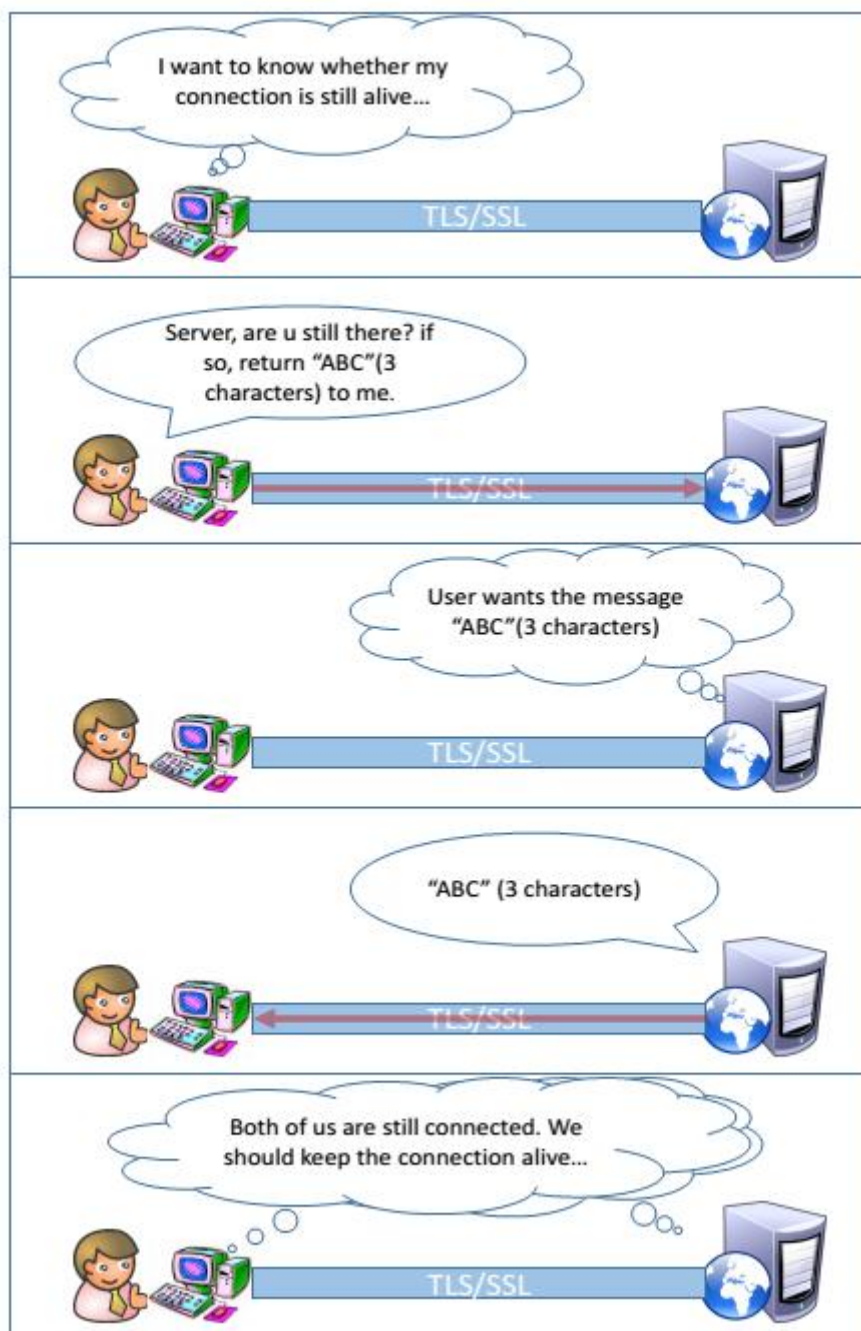 I want to know whether my
connection is still alive…
TLS/SSL
Server, are u still there? if
so, return “ABC”(3
characters) to me.
TLS/SSL
User wants the message
“ABC”(3 characters)
TLS/SSL
“ABC” (3 characters)
TLS/SSL
Both of us are still connected. We
should keep the connection alive…
TLS/SSL